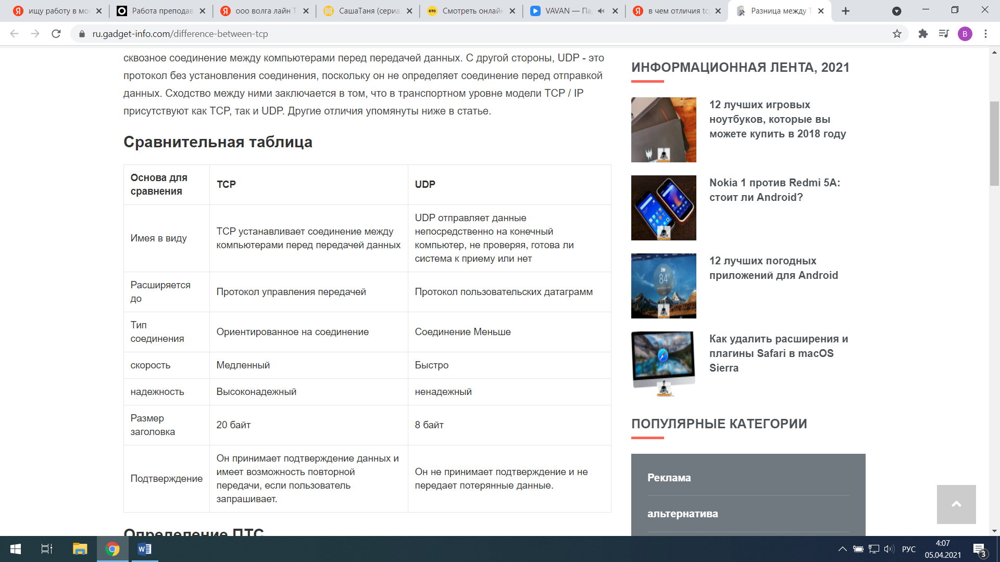 ищу работу в мос
Работа преподав
ооо волга лайн Т
СашаТаня (сериа
Смотреть онлайн
VAVAN — Па
в чем отличия tc
Разница между T
ru.gadget-info.com/difference-between-tcp
В
сквозное соединение между компьютерами перед передачей данных. С другой стороны, UDP - это
протокол без установления соединения, поскольку он не определяет соединение перед отправкой
данных. Сходство между ними заключается в том, что в транспортном уровне модели TCP / IP
присутствуют как TCP, так и UDP. Другие отличия упомянуты ниже в статье.
Сравнительная таблица
Основа для
сравнения
TCP
UDP
Имея в виду
TCP устанавливает соединение между
компьютерами перед передачей данных
UDP отправляет данные
непосредственно на конечный
компьютер, не проверяя, готова ли
система к приему или нет
Расширяется
до
Протокол управления передачей
Протокол пользовательских датаграмм
Тип
соединения
Ориентированное на соединение
Соединение Меньше
скорость
Медленный
Быстро
надежность
Высоконадежный
ненадежный
Размер
заголовка
20 байт
8 байт
Подтверждение
Он принимает подтверждение данных и
имеет возможность повторной
передачи, если пользователь
запрашивает.
Он не принимает подтверждение и не
передает потерянные данные.
Определение ПТС
ИНФОРМАЦИОННАЯ ЛЕНТА, 2021
12 лучших игровых
ноутбуков, которые вы
можете купить в 2018 году
Nokia 1 против Redmi 5A:
стоит ли Android?
84°
12 лучших погодных
приложений для Android
Как удалить расширения и
плагины Safari в macOS
Sierra
ПОПУЛЯРНЫЕ КАТЕГОРИИ
Реклама
альтернатива
РУС
4:07
05.04.2021
3